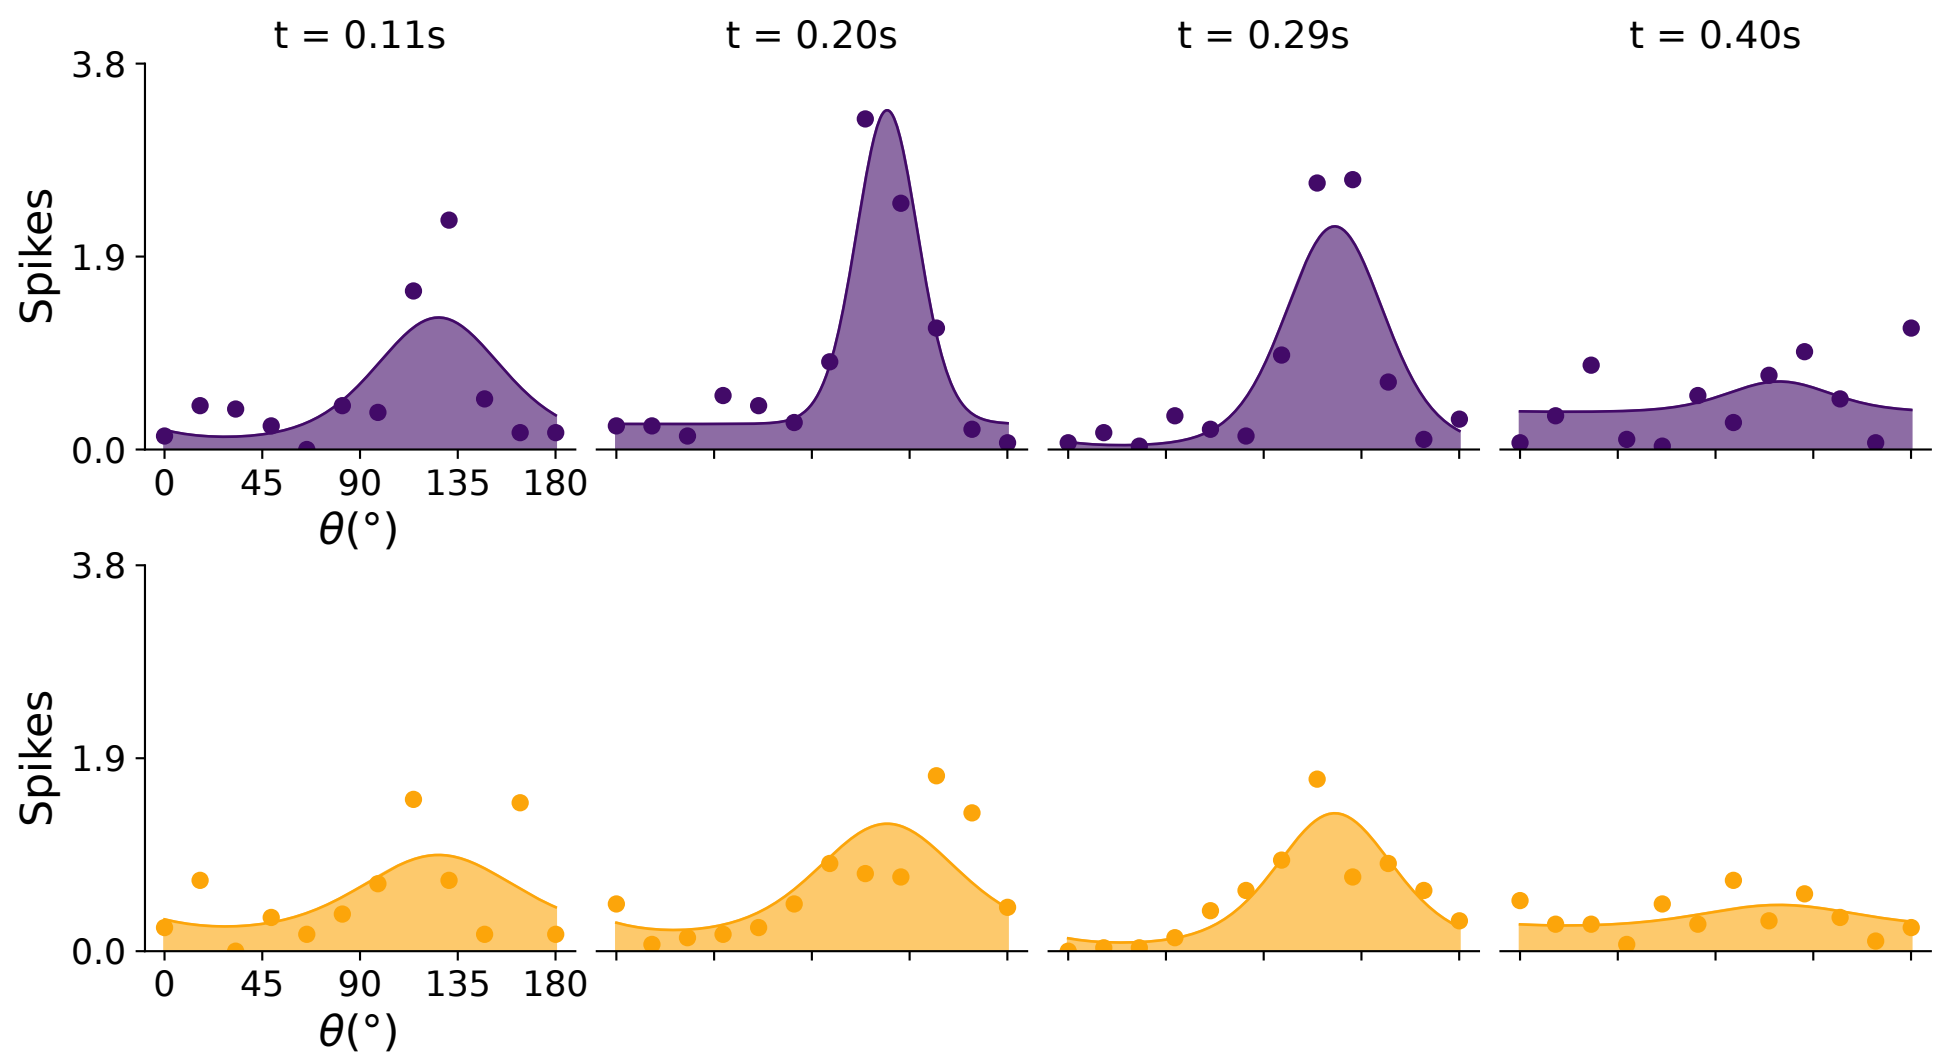 t = 0.11s t = 0.20s t = 0.29s t = 0.40s
3.8
Spikes
1.9
0.0
0 45 90 135 180
θ(°)
3.8
Spikes
1.9
0.0
0 45 90 135 180
θ(°)